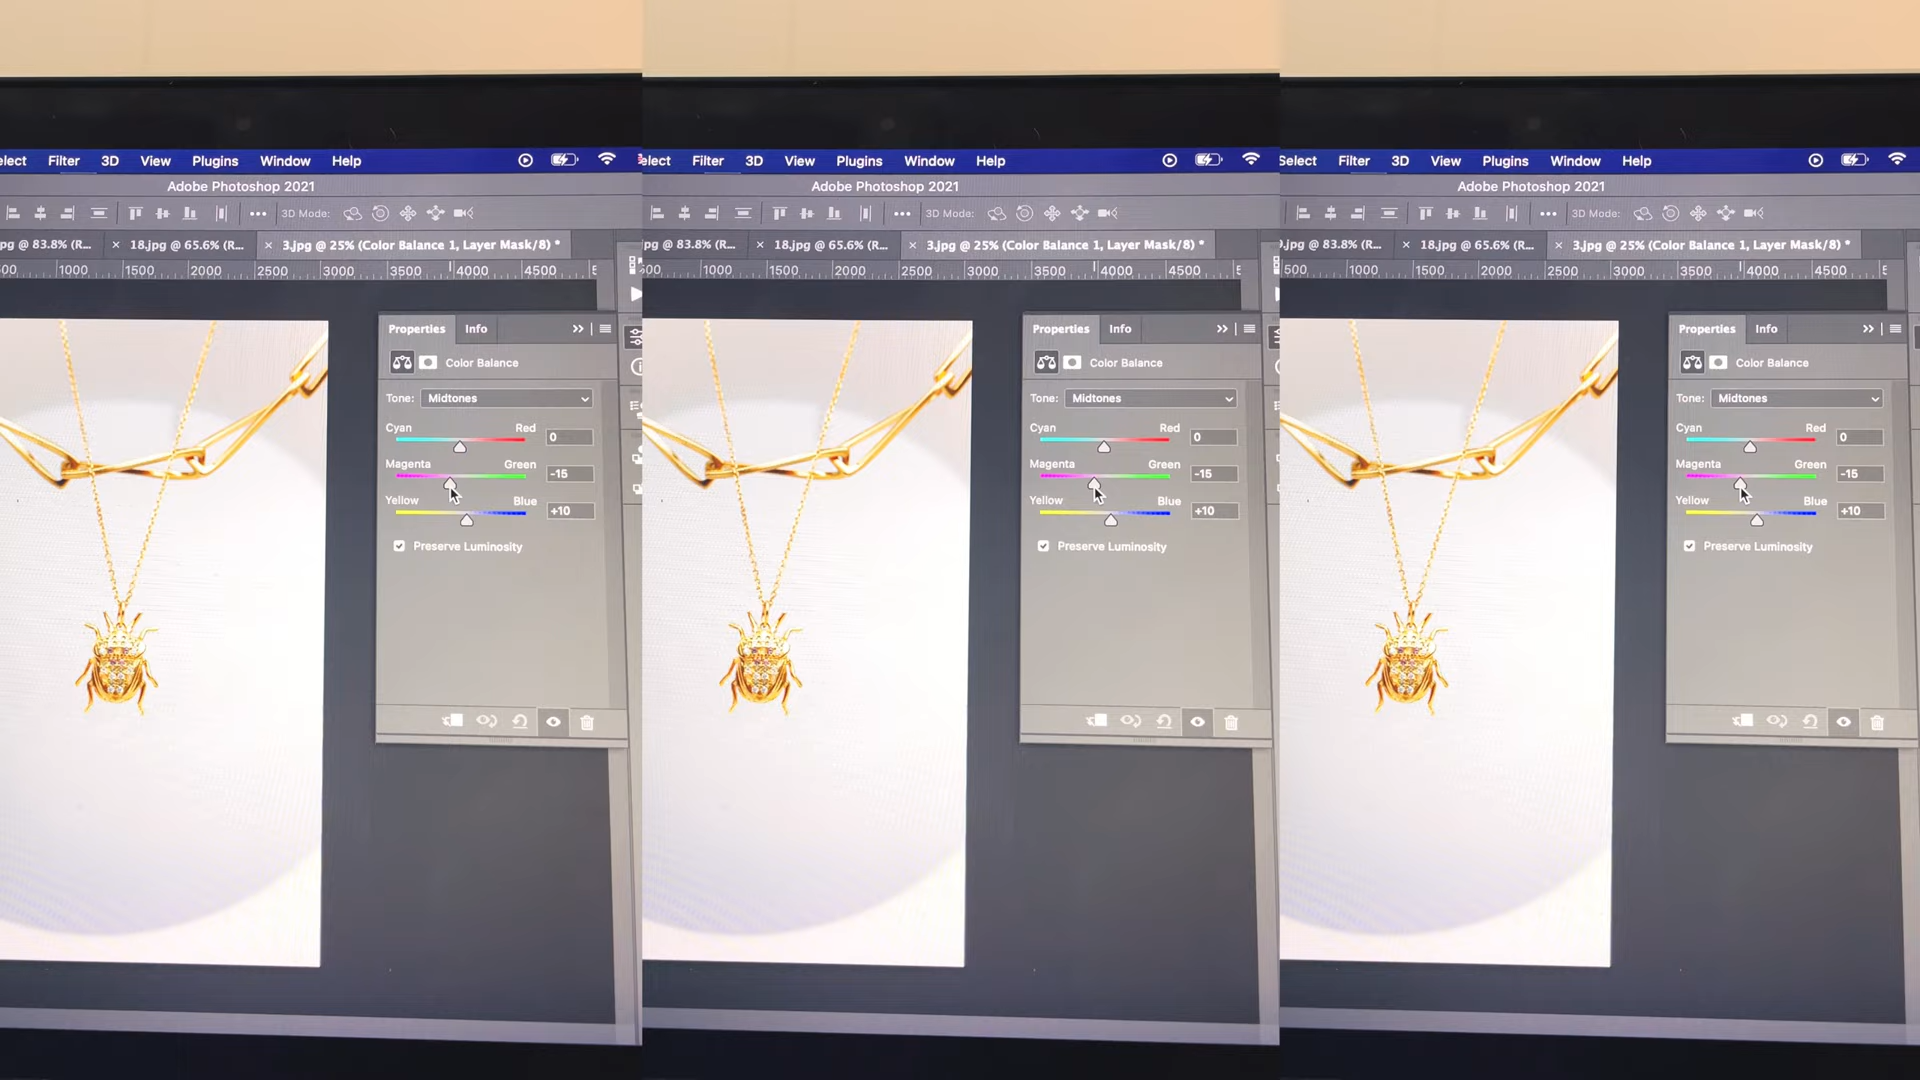 elect Filter 3D View Plugins Window Help
Adobe Photoshop 2021
3D Mode:
pg @ 83.8% (R... × 18.jpg @ 65.6% (R... × 3.jpg @ 25% (Color Balance 1, Layer Mask/8) *
500 1000 1500 2000 2500 3000 3500 4000 4500 5
Properties Info
Color Balance
Tone: Midtones
Cyan Red 0
Magenta Green -15
Yellow Blue +10
Preserve Luminosity
elect Filter 3D View Plugins Window Help
Adobe Photoshop 2021
3D Mode:
pg @ 83.8% (R... × 18.jpg @ 65.6% (R... × 3.jpg @ 25% (Color Balance 1, Layer Mask/8) *
500 1000 1500 2000 2500 3000 3500 4000 4500 5
Properties Info
Color Balance
Tone: Midtones
Cyan Red 0
Magenta Green -15
Yellow Blue +10
Preserve Luminosity
Select Filter 3D View Plugins Window Help
Adobe Photoshop 2021
3D Mode:
.jpg @ 83.8% (R... × 18.jpg @ 65.6% (R... × 3.jpg @ 25% (Color Balance 1, Layer Mask/8) *
500 1000 1500 2000 2500 3000 3500 4000 4500 5
Properties Info
Color Balance
Tone: Midtones
Cyan Red 0
Magenta Green -15
Yellow Blue +10
Preserve Luminosity